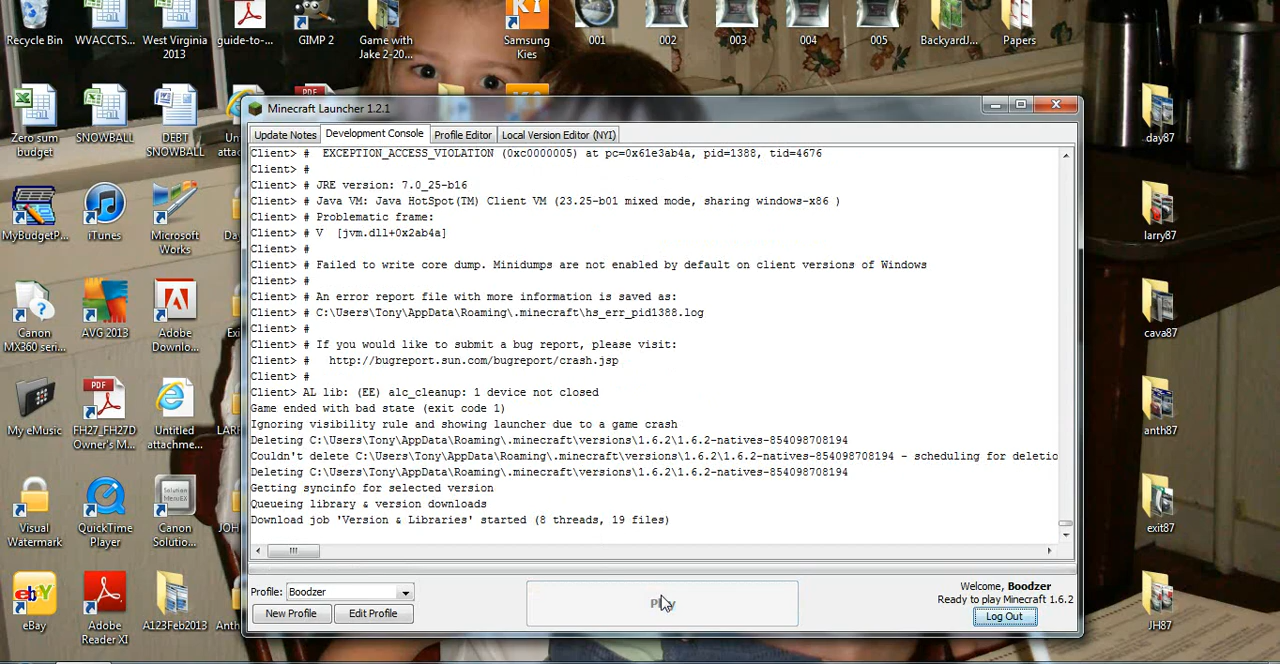 Recycle Bin
WVACCTS...
West Virginia
2013
guide-to-...
GIMP 2
Game with
Jake 2-20...
Samsung
Kies
001
002
003
004
005
BackyardJ...
Papers
Zero sum
budget
SNOWBALL
DEBT
SNOWBALL
MyBudgetP...
iTunes
Microsoft
Works
Canon
MX360 seri...
AVG 2013
Adobe
Downlo...
My eMusic
FH27_FH27D
Owner's M...
Untitled
attachme...
Visual
Watermark
QuickTime
Player
Canon
Solutio...
eBay
Adobe
Reader XI
A123Feb2013
day87
larry87
cava87
anth87
exit87
JH87
Minecraft Launcher 1.2.1
Update Notes Development Console Profile Editor Local Version Editor (NYI)
Client> # EXCEPTION_ACCESS_VIOLATION (0xc0000005) at pc=0x61e3ab4a, pid=1388, tid=4676
Client> #
Client> # JRE version: 7.0_25-b16
Client> # Java VM: Java HotSpot(TM) Client VM (23.25-b01 mixed mode, sharing windows-x86 )
Client> # Problematic frame:
Client> # V [jvm.dll+0x2ab4a]
Client> #
Client> # Failed to write core dump. Minidumps are not enabled by default on client versions of Windows
Client> #
Client> # An error report file with more information is saved as:
Client> # C:\Users\Tony\AppData\Roaming\.minecraft\hs_err_pid1388.log
Client> #
Client> # If you would like to submit a bug report, please visit:
Client> # http://bugreport.sun.com/bugreport/crash.jsp
Client> #
Client> AL lib: (EE) alc_cleanup: 1 device not closed
Game ended with bad state (exit code 1)
Ignoring visibility rule and showing launcher due to a game crash
Deleting C:\Users\Tony\AppData\Roaming\.minecraft\versions\1.6.2\1.6.2-natives-854098708194
Couldn't delete C:\Users\Tony\AppData\Roaming\.minecraft\versions\1.6.2\1.6.2-natives-854098708194 - scheduling for deletio
Deleting C:\Users\Tony\AppData\Roaming\.minecraft\versions\1.6.2\1.6.2-natives-854098708194
Getting syncinfo for selected version
Queueing library & version downloads
Download job 'Version & Libraries' started (8 threads, 19 files)
Profile: Boodzer
New Profile Edit Profile
Play
Welcome, Boodzer
Ready to play Minecraft 1.6.2
Log Out